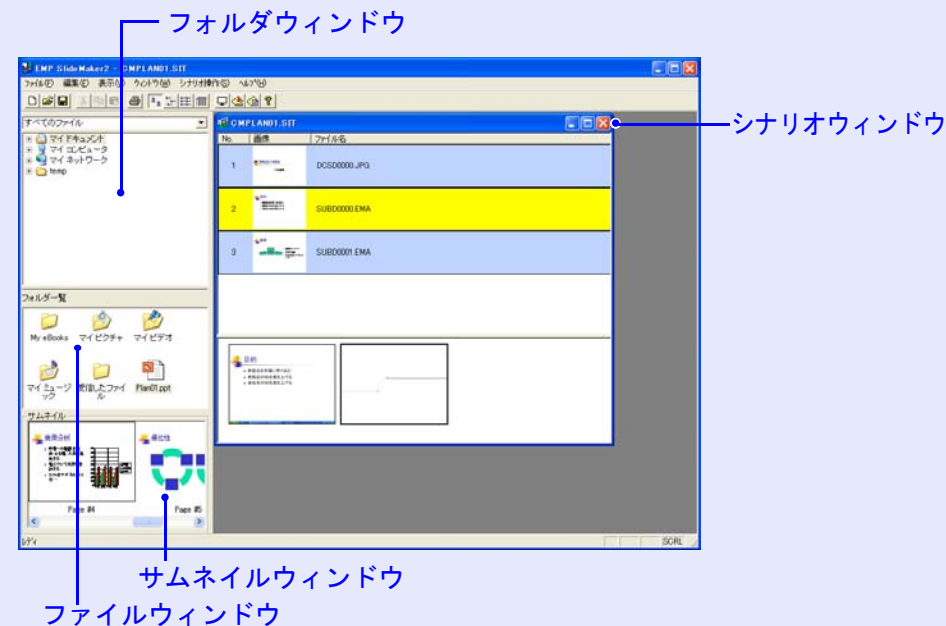 フォルダウィンドウ
EMP SlideMaker2 - CMPLAN01.SIT
ファイル(F) 編集(E) 表示(V) ウィンドウ(W) シナリオ操作(S) ヘルプ(H)
すべてのファイル
マイ ドキュメント
マイ コンピュータ
マイ ネットワーク
temp
CMPLAN01.SIT
シナリオウィンドウ
No. 画像 ファイル名
1 DCSD0000.JPG
2 SUBD0000.EMA
3 SUBD0001.EMA
フォルダ一覧
My eBooks マイ ピクチャ マイ ビデオ
マイ ミュージック 受信したファイル Plan01.ppt
目的
サムネイル
優位性
Page #4 Page #5
レディ SCRL
サムネイルウィンドウ
ファイルウィンドウ